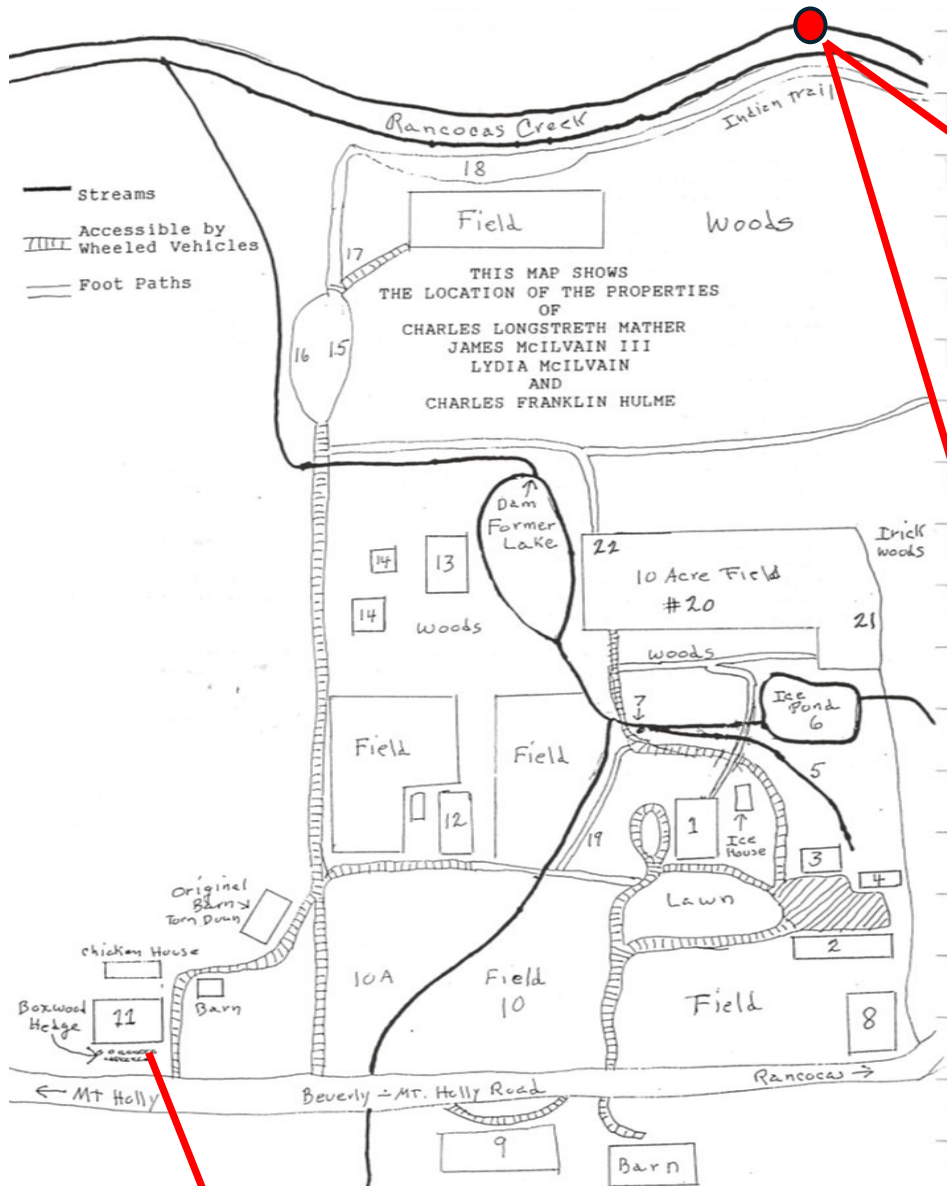 Rancocas Creek
Indian trail
18
Streams
Accessible by
Wheeled Vehicles
Foot Paths
Field
Woods
17
THIS MAP SHOWS
THE LOCATION OF THE PROPERTIES
OF
CHARLES LONGSTRETH MATHER
JAMES McILVAIN III
LYDIA McILVAIN
AND
CHARLES FRANKLIN HULME
16
15
Dam
Former
Lake
22
Irick
Woods
10 Acre Field
#20
14
13
14
Woods
21
Woods
7
Ice
Pond
6
Field
Field
5
12
19
1
Ice
House
3
4
Original
Barn
Torn Down
Lawn
2
Chicken House
10A
Field
10
Field
8
Boxwood
Hedge
11
Barn
← Mt Holly
Beverly - MT. Holly Road
Rancocas →
9
Barn